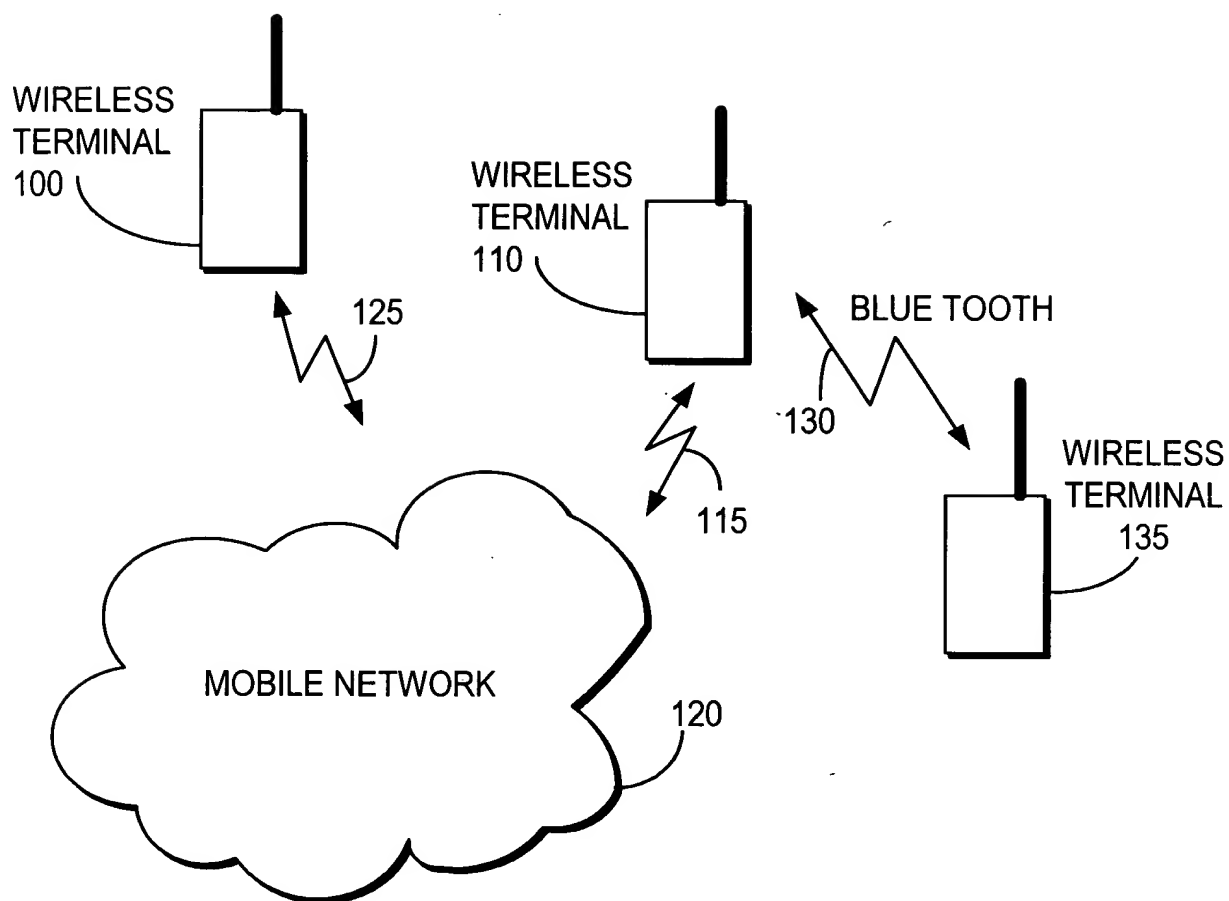 WIRELESS
TERMINAL
100
125
WIRELESS
TERMINAL
110
BLUE TOOTH
130
115
WIRELESS
TERMINAL
135
MOBILE NETWORK
120